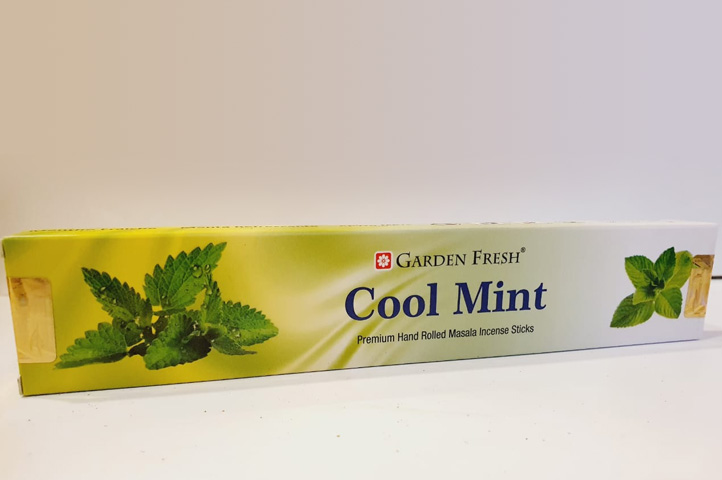 GARDEN FRESH®
Cool Mint
Premium Hand Rolled Masala Incense Sticks